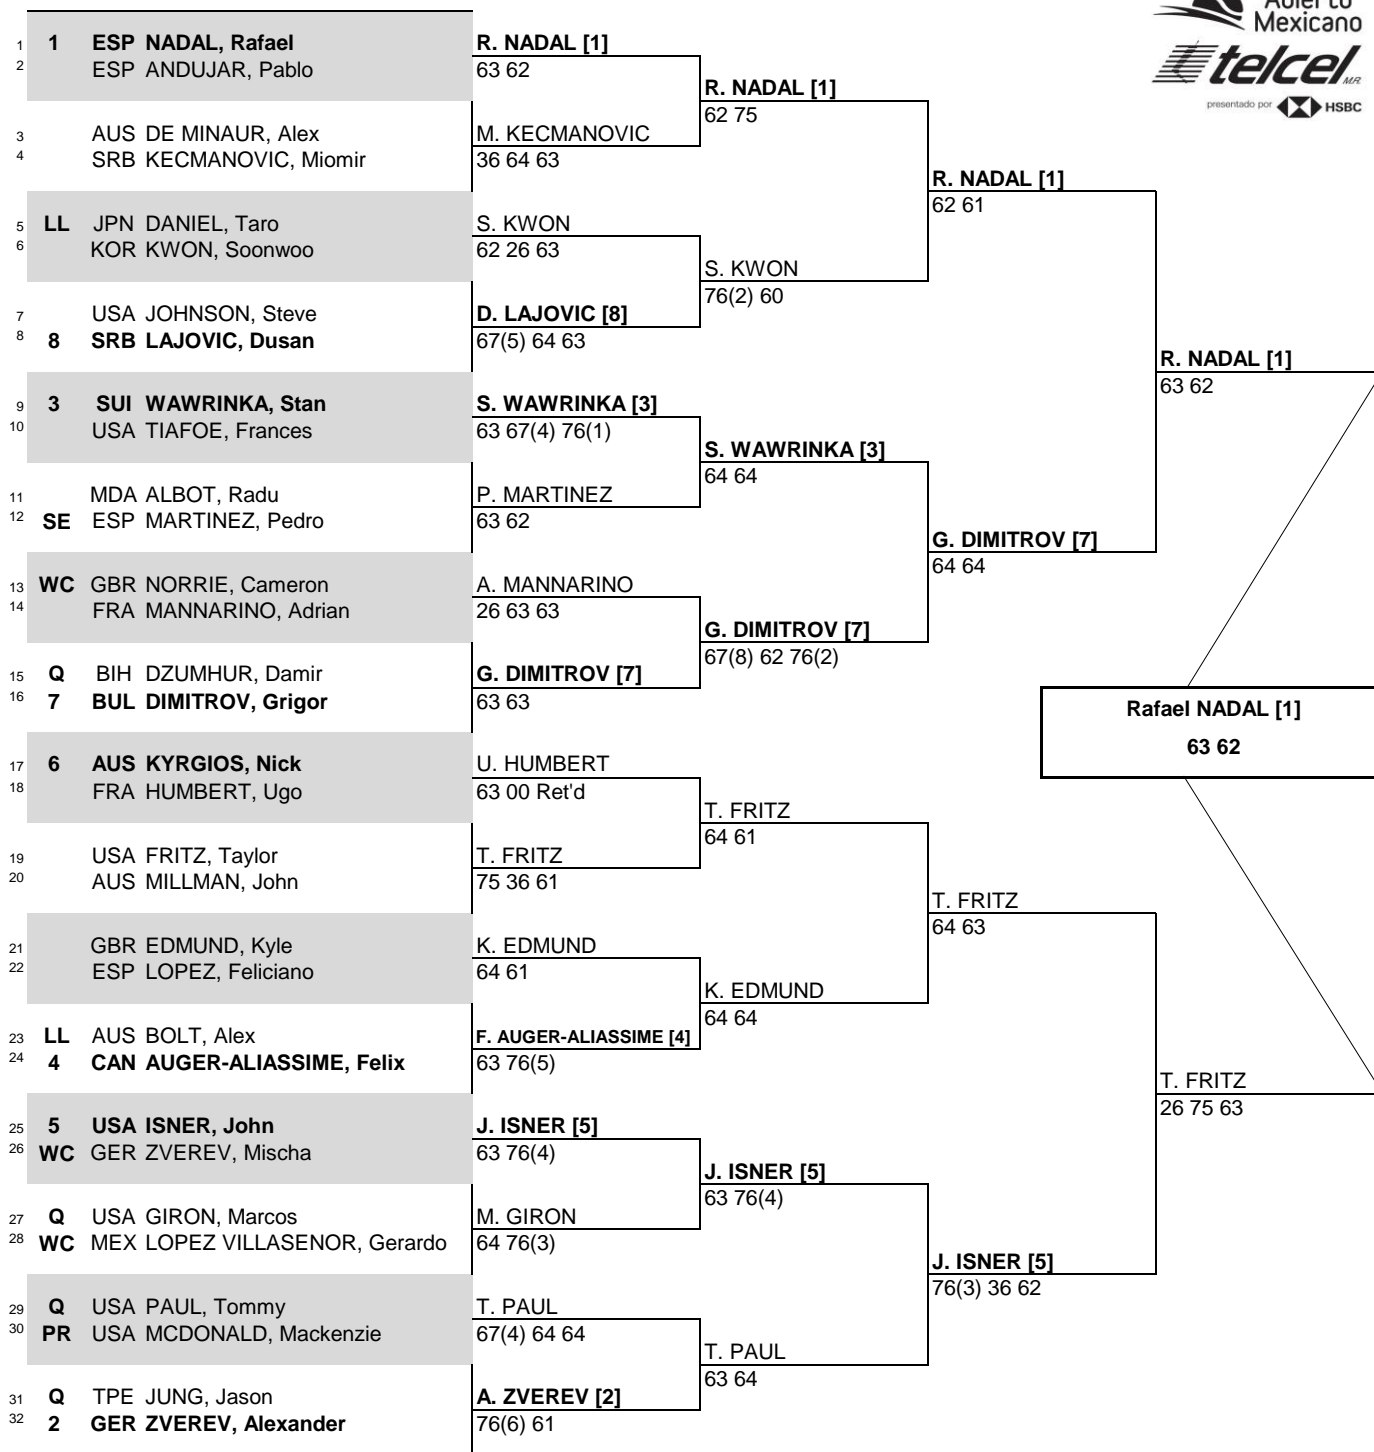 Abierto
Mexicano
telcel M.R.
presentado por HSBC
1 1 ESP NADAL, Rafael
2 ESP ANDUJAR, Pablo
3 AUS DE MINAUR, Alex
4 SRB KECMANOVIC, Miomir
5 LL JPN DANIEL, Taro
6 KOR KWON, Soonwoo
7 USA JOHNSON, Steve
8 8 SRB LAJOVIC, Dusan
9 3 SUI WAWRINKA, Stan
10 USA TIAFOE, Frances
11 MDA ALBOT, Radu
12 SE ESP MARTINEZ, Pedro
13 WC GBR NORRIE, Cameron
14 FRA MANNARINO, Adrian
15 Q BIH DZUMHUR, Damir
16 7 BUL DIMITROV, Grigor
17 6 AUS KYRGIOS, Nick
18 FRA HUMBERT, Ugo
19 USA FRITZ, Taylor
20 AUS MILLMAN, John
21 GBR EDMUND, Kyle
22 ESP LOPEZ, Feliciano
23 LL AUS BOLT, Alex
24 4 CAN AUGER-ALIASSIME, Felix
25 5 USA ISNER, John
26 WC GER ZVEREV, Mischa
27 Q USA GIRON, Marcos
28 WC MEX LOPEZ VILLASENOR, Gerardo
29 Q USA PAUL, Tommy
30 PR USA MCDONALD, Mackenzie
31 Q TPE JUNG, Jason
32 2 GER ZVEREV, Alexander
R. NADAL [1]
63 62
M. KECMANOVIC
36 64 63
S. KWON
62 26 63
D. LAJOVIC [8]
67(5) 64 63
S. WAWRINKA [3]
63 67(4) 76(1)
P. MARTINEZ
63 62
A. MANNARINO
26 63 63
G. DIMITROV [7]
63 63
U. HUMBERT
63 00 Ret'd
T. FRITZ
75 36 61
K. EDMUND
64 61
F. AUGER-ALIASSIME [4]
63 76(5)
J. ISNER [5]
63 76(4)
M. GIRON
64 76(3)
T. PAUL
67(4) 64 64
A. ZVEREV [2]
76(6) 61
R. NADAL [1]
62 75
S. KWON
76(2) 60
S. WAWRINKA [3]
64 64
G. DIMITROV [7]
67(8) 62 76(2)
T. FRITZ
64 61
K. EDMUND
64 64
J. ISNER [5]
63 76(4)
T. PAUL
63 64
R. NADAL [1]
62 61
G. DIMITROV [7]
64 64
T. FRITZ
64 63
J. ISNER [5]
76(3) 36 62
R. NADAL [1]
63 62
T. FRITZ
26 75 63
Rafael NADAL [1]
63 62